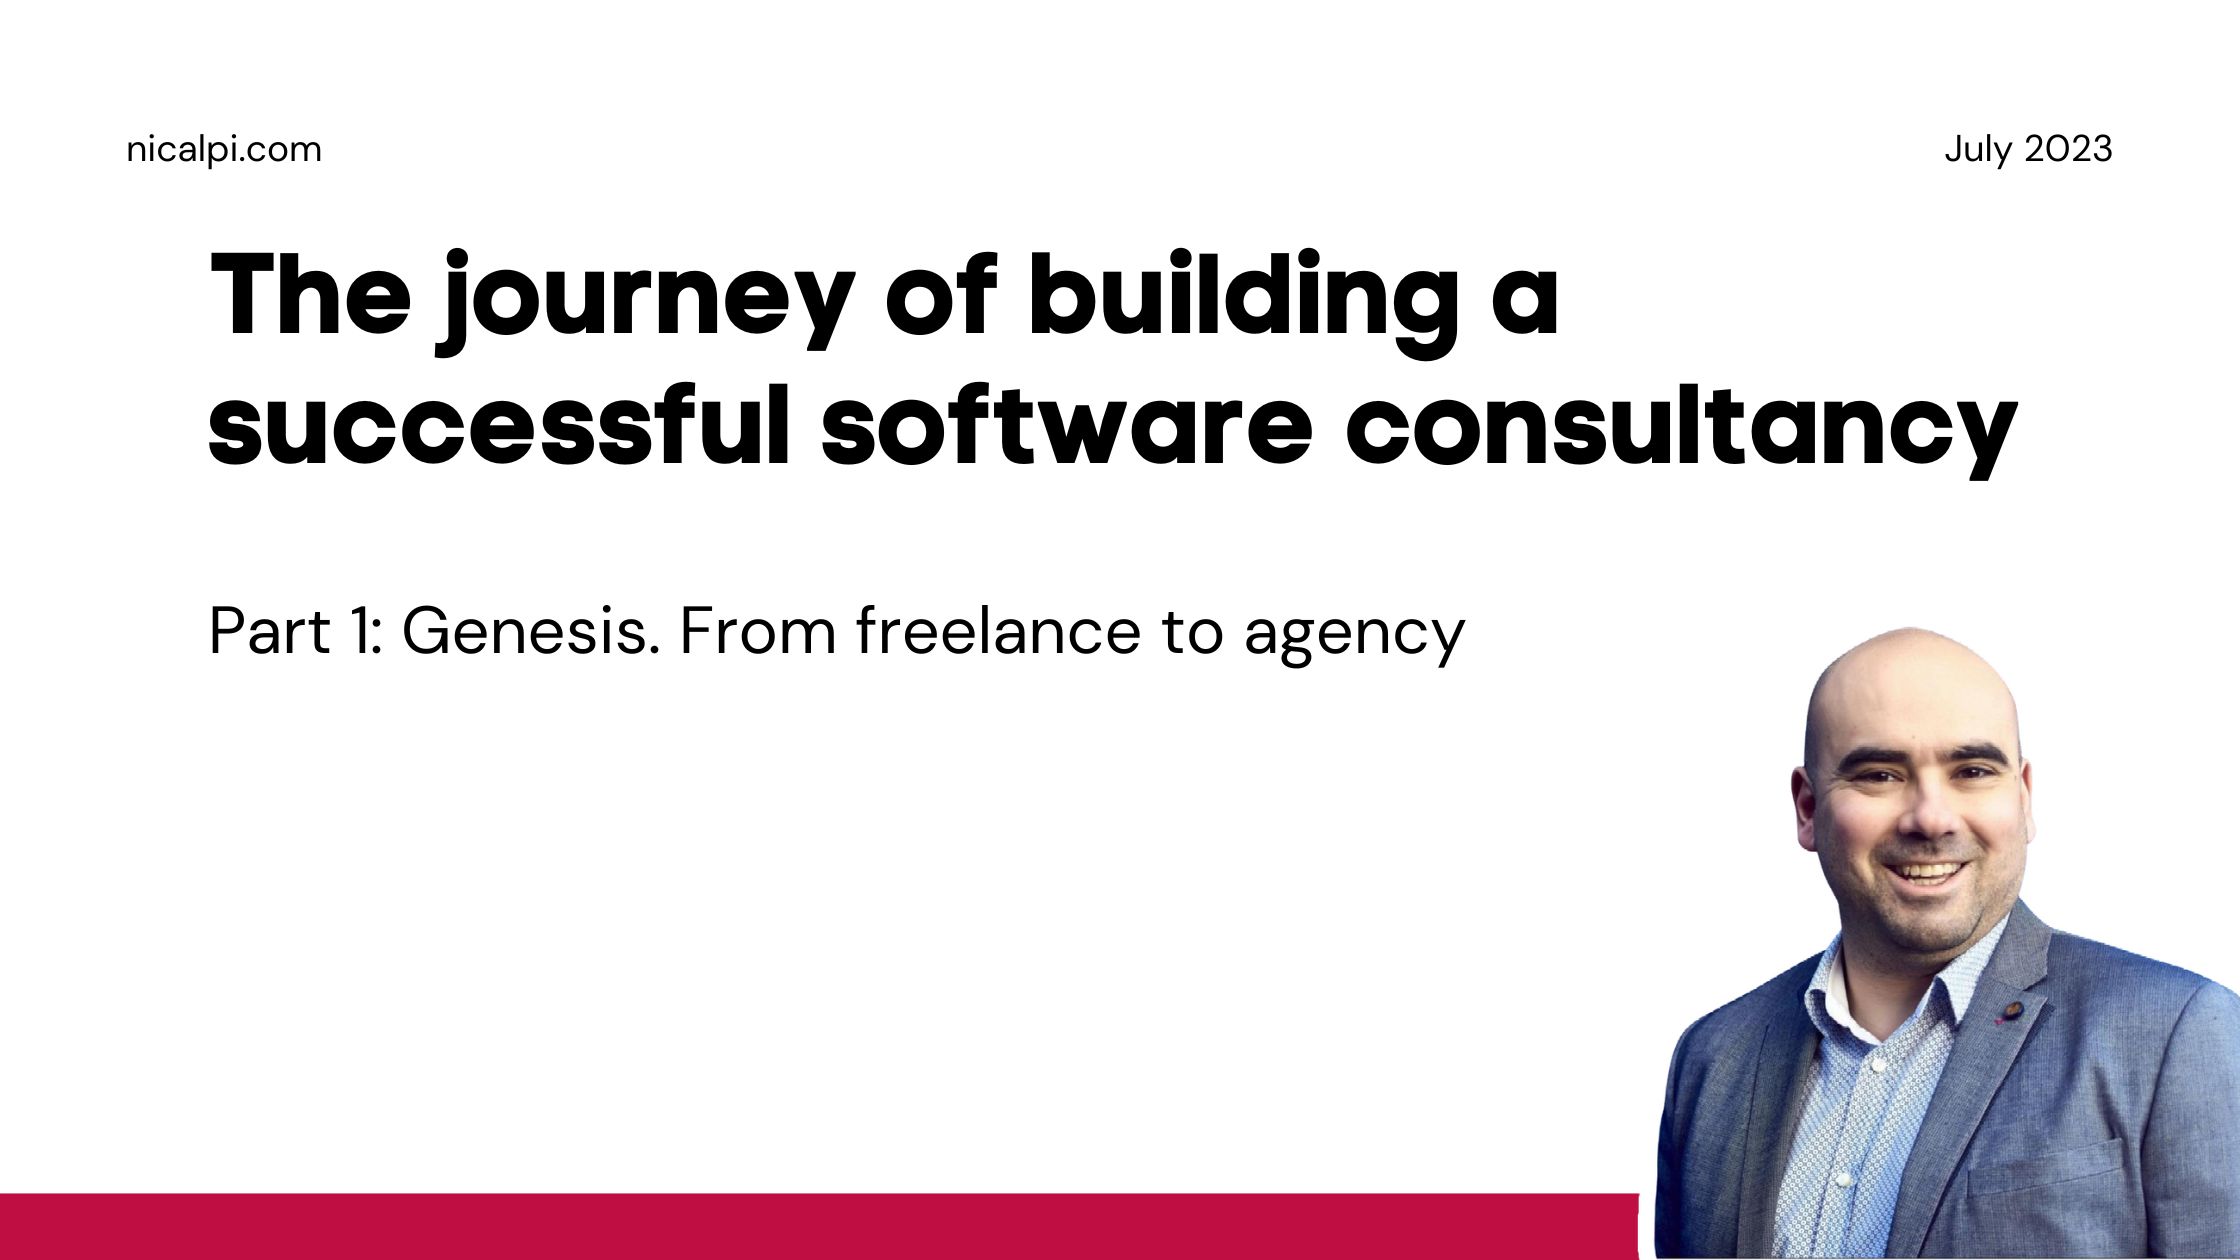 nicalpi.com
July 2023
The journey of building a
successful software consultancy
Part 1: Genesis. From freelance to agency